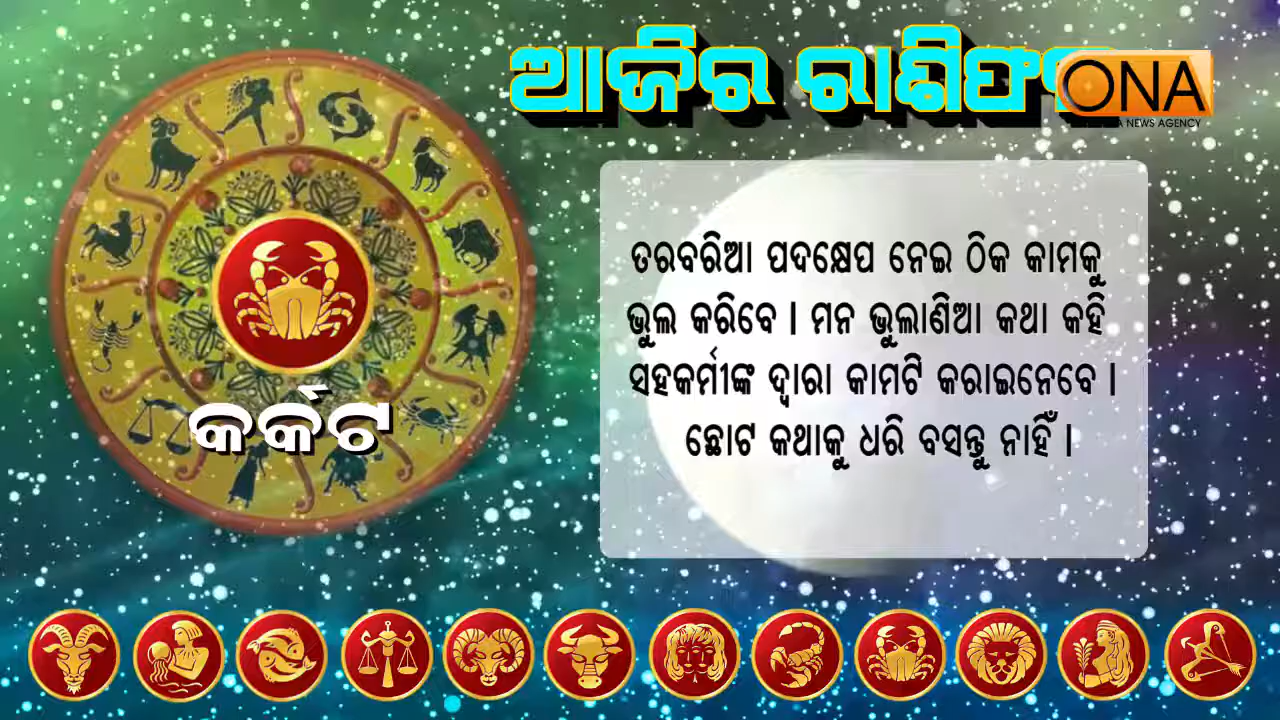 ଆଜିର
ONA
A NEWS AGENCY
ତରବରିଆ ପଦକ୍ଷେପ ନେଇ ଠିକ କାମକୁ
ଭୁଲ କରିବେ । ମନ ଭୁଲାଣିଆ କଥା କହି
ସହକର୍ମୀଙ୍କ ଦ୍ୱାରା କାମଟି କରାଇନେବେ ।
ଛୋଟ କଥାକୁ ଧରି ବସନ୍ତୁ ନାହିଁ ।
କର୍କଟ